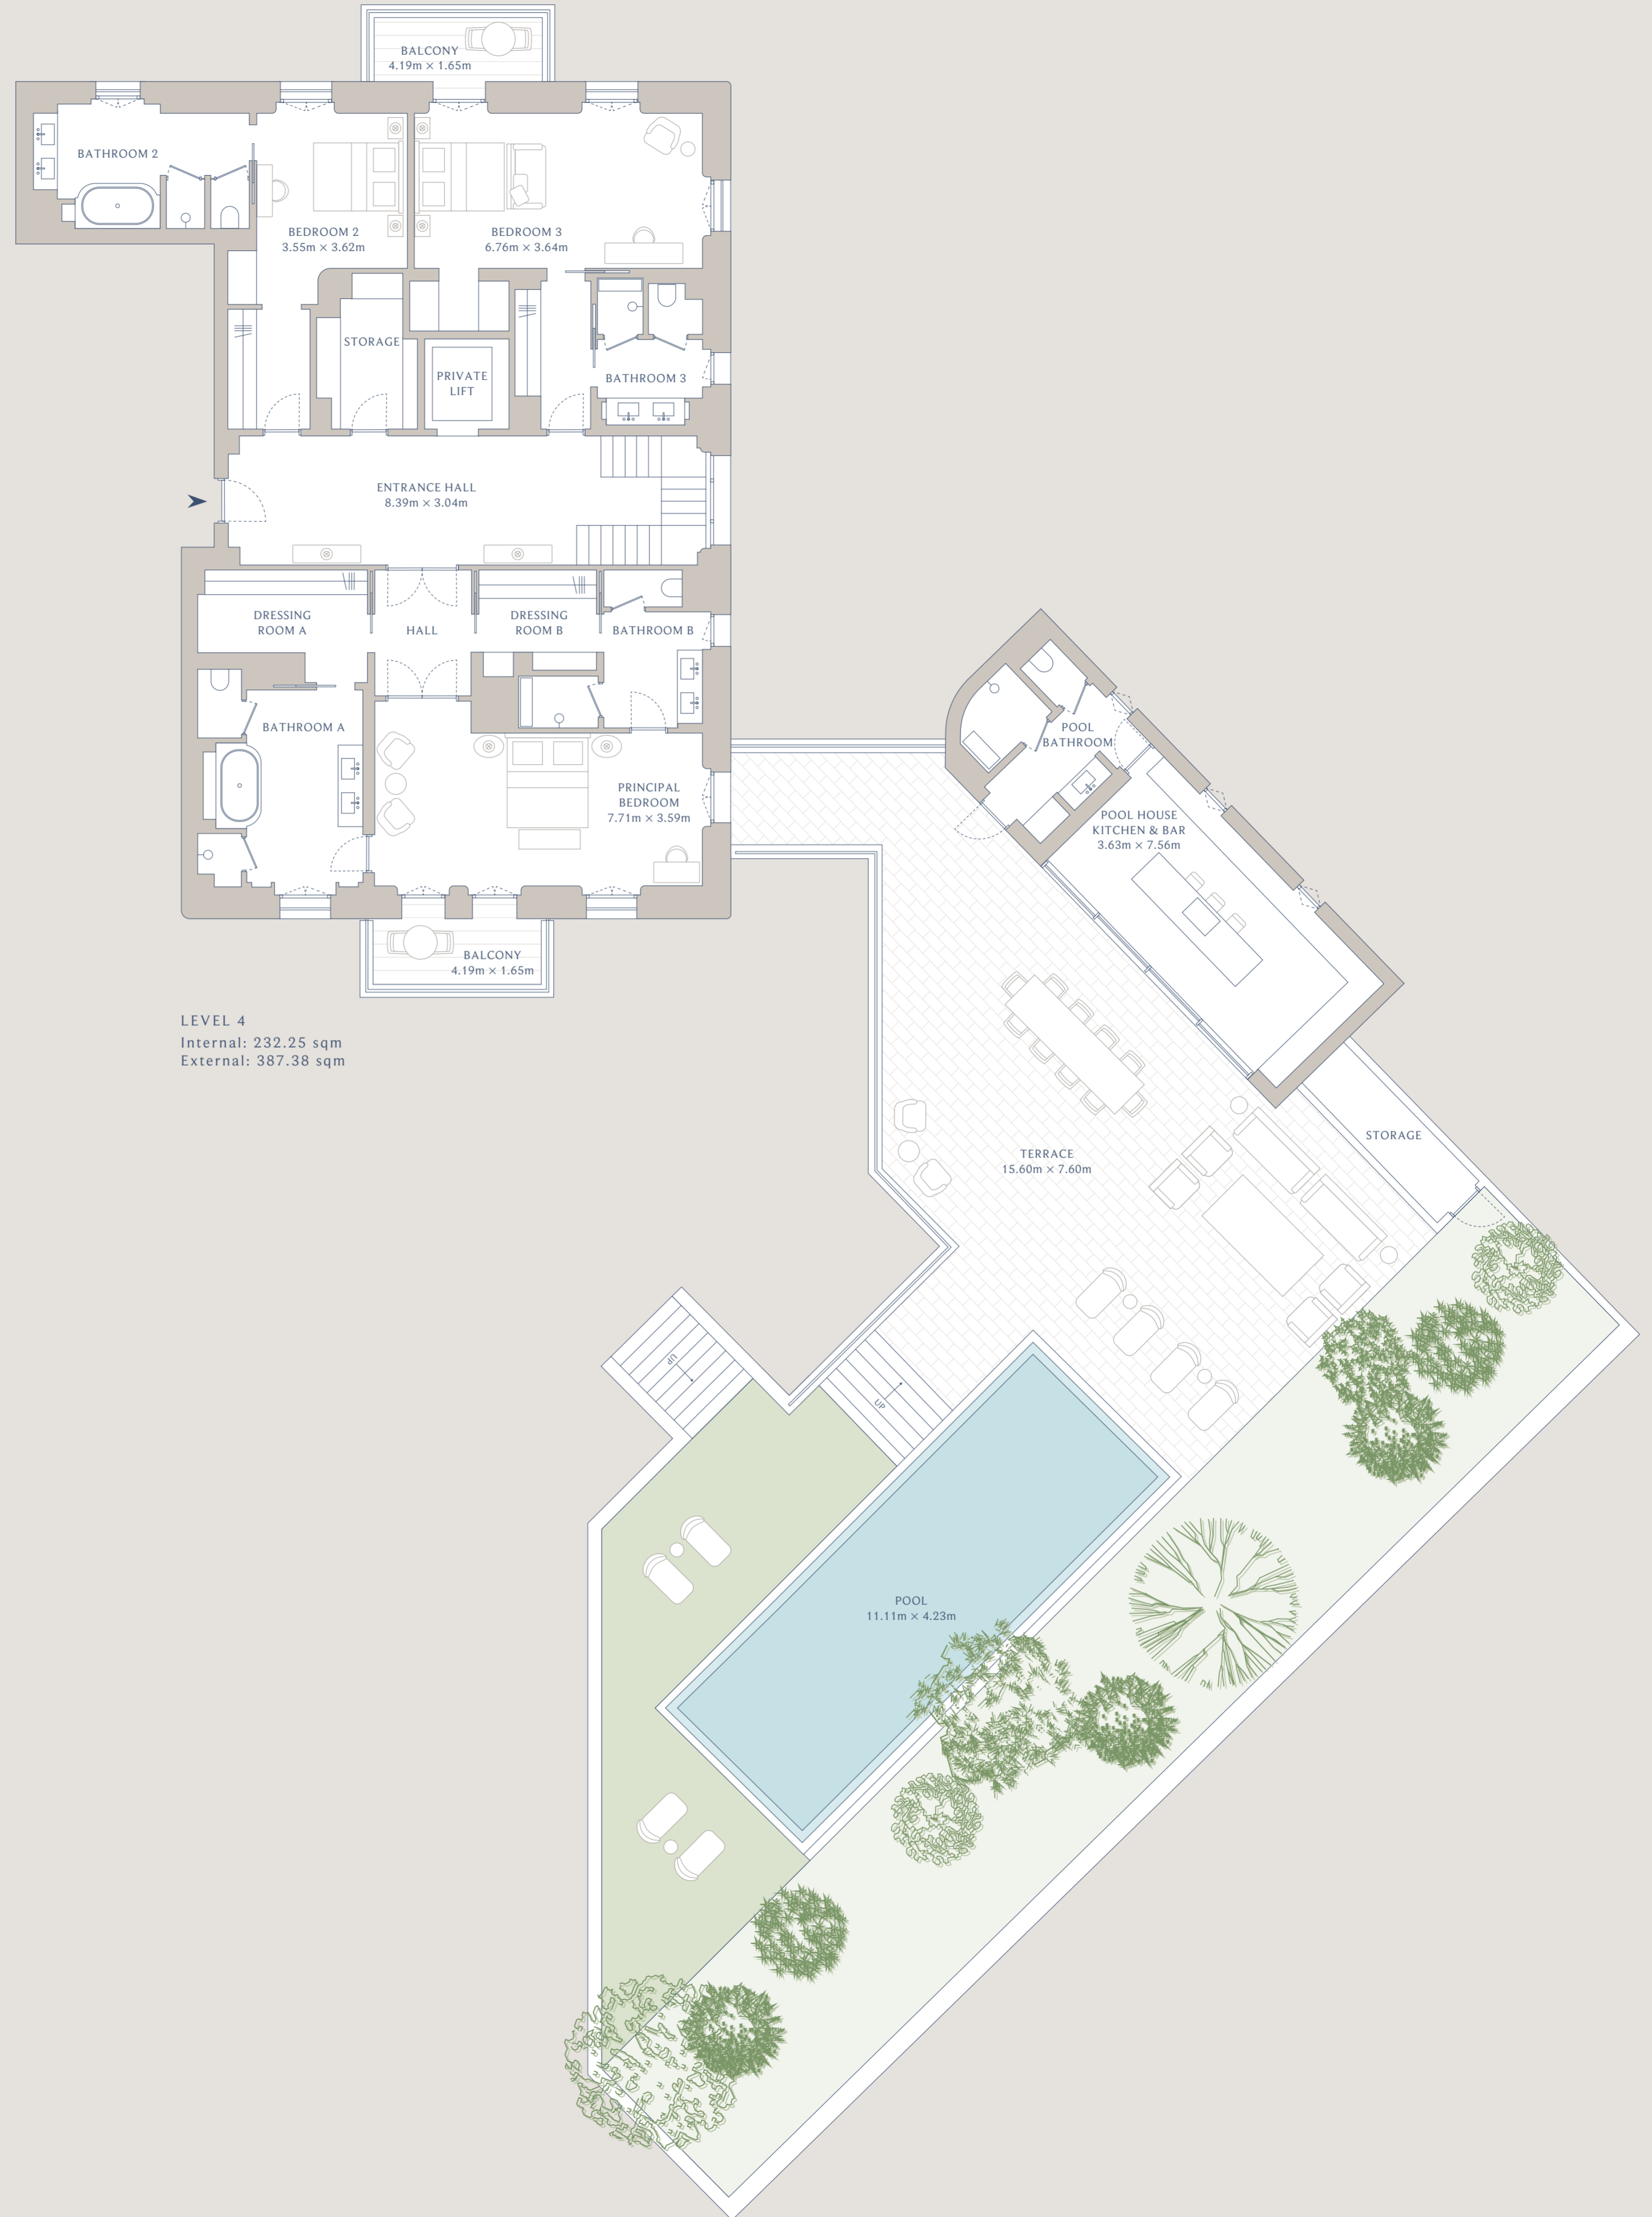 BALCONY
4.19m × 1.65m
BATHROOM 2
BEDROOM 2
3.55m × 3.62m
BEDROOM 3
6.76m × 3.64m
STORAGE
PRIVATE
LIFT
BATHROOM 3
ENTRANCE HALL
8.39m × 3.04m
DRESSING
ROOM A
HALL
DRESSING
ROOM B
BATHROOM B
BATHROOM A
PRINCIPAL
BEDROOM
7.71m × 3.59m
POOL
BATHROOM
POOL HOUSE
KITCHEN & BAR
3.63m × 7.56m
BALCONY
4.19m × 1.65m
LEVEL 4
Internal: 232.25 sqm
External: 387.38 sqm
STORAGE
TERRACE
15.60m × 7.60m
UP
UP
POOL
11.11m × 4.23m